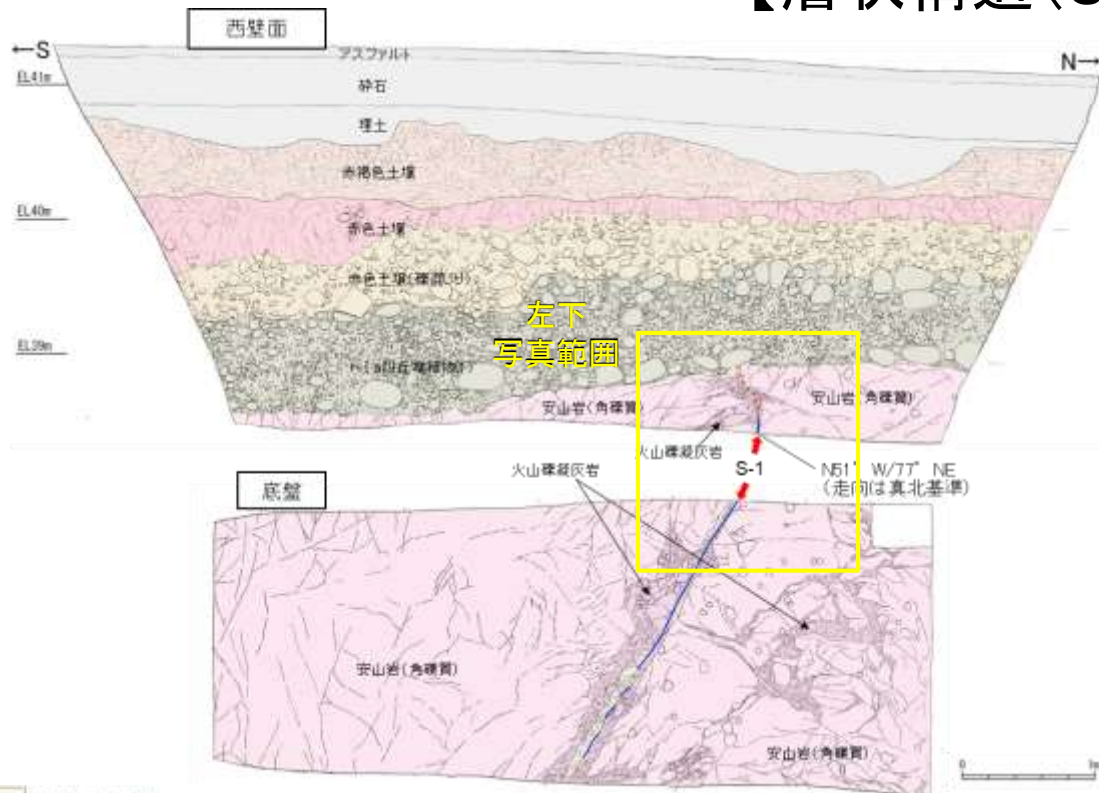 西壁面
←S
N→
アスファルト
EL41m
砕石
埋土
赤褐色土壌
EL40m
赤色土壌
赤色土壌(礫混じり)
左下
写真範囲
EL39m
安山岩(角礫質)
安山岩(角礫質)
火山礫凝灰岩
火山礫凝灰岩
S-1
N51°W/77°NE
(走向は真北基準)
底盤
安山岩(角礫質)
安山岩(角礫質)
0